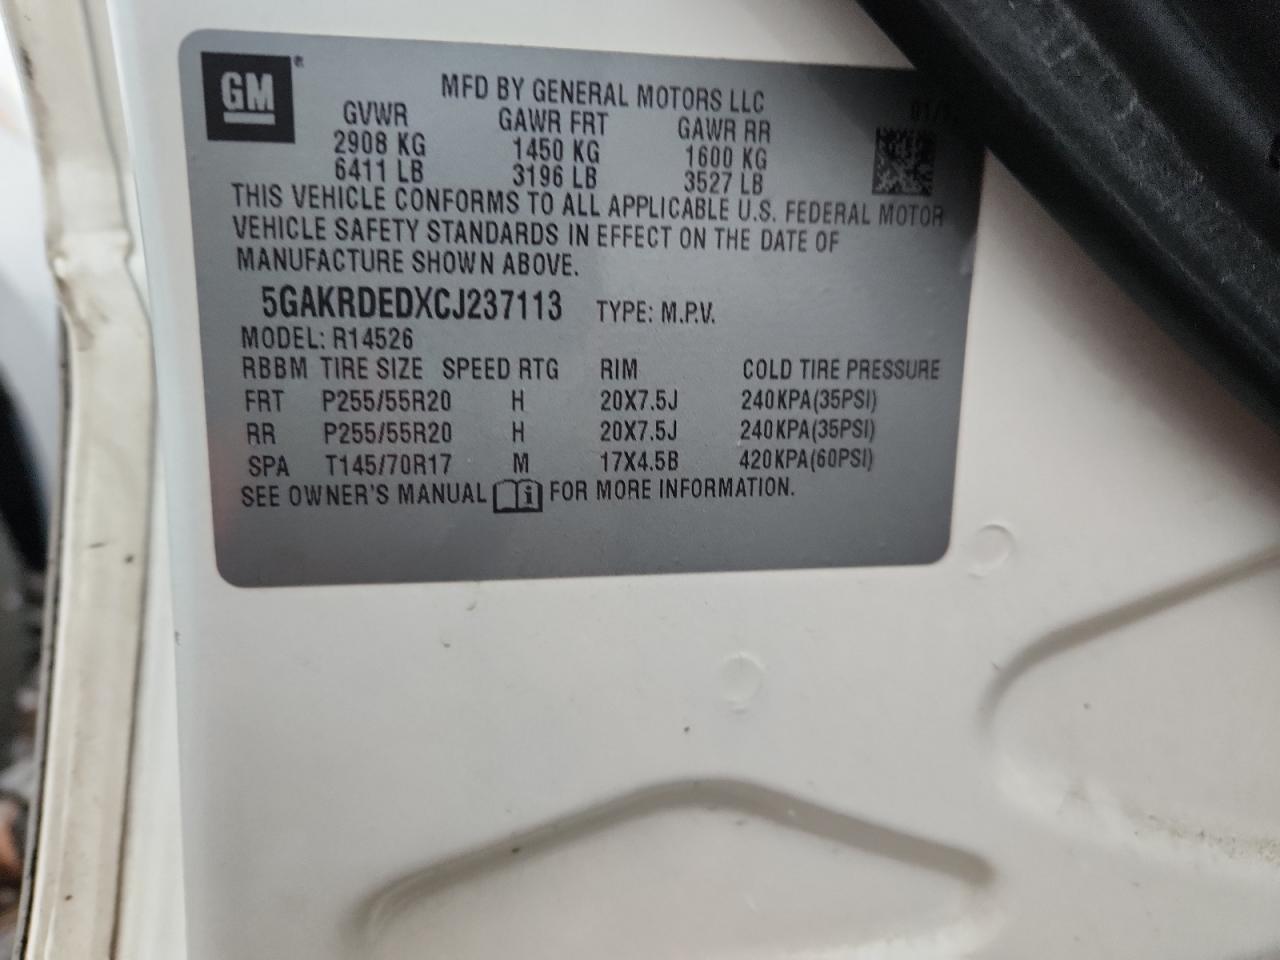 GM
MFD BY GENERAL MOTORS LLC
GVWR GAWR FRT GAWR RR
2908 KG 1450 KG 1600 KG
6411 LB 3196 LB 3527 LB
THIS VEHICLE CONFORMS TO ALL APPLICABLE U.S. FEDERAL MOTOR
VEHICLE SAFETY STANDARDS IN EFFECT ON THE DATE OF
MANUFACTURE SHOWN ABOVE.
5GAKRDEDXCJ237113 TYPE: M.P.V.
MODEL: R14526
RBBM TIRE SIZE SPEED RTG RIM COLD TIRE PRESSURE
FRT P255/55R20 H 20X7.5J 240KPA(35PSI)
RR P255/55R20 H 20X7.5J 240KPA(35PSI)
SPA T145/70R17 M 17X4.5B 420KPA(60PSI)
SEE OWNER'S MANUAL FOR MORE INFORMATION.